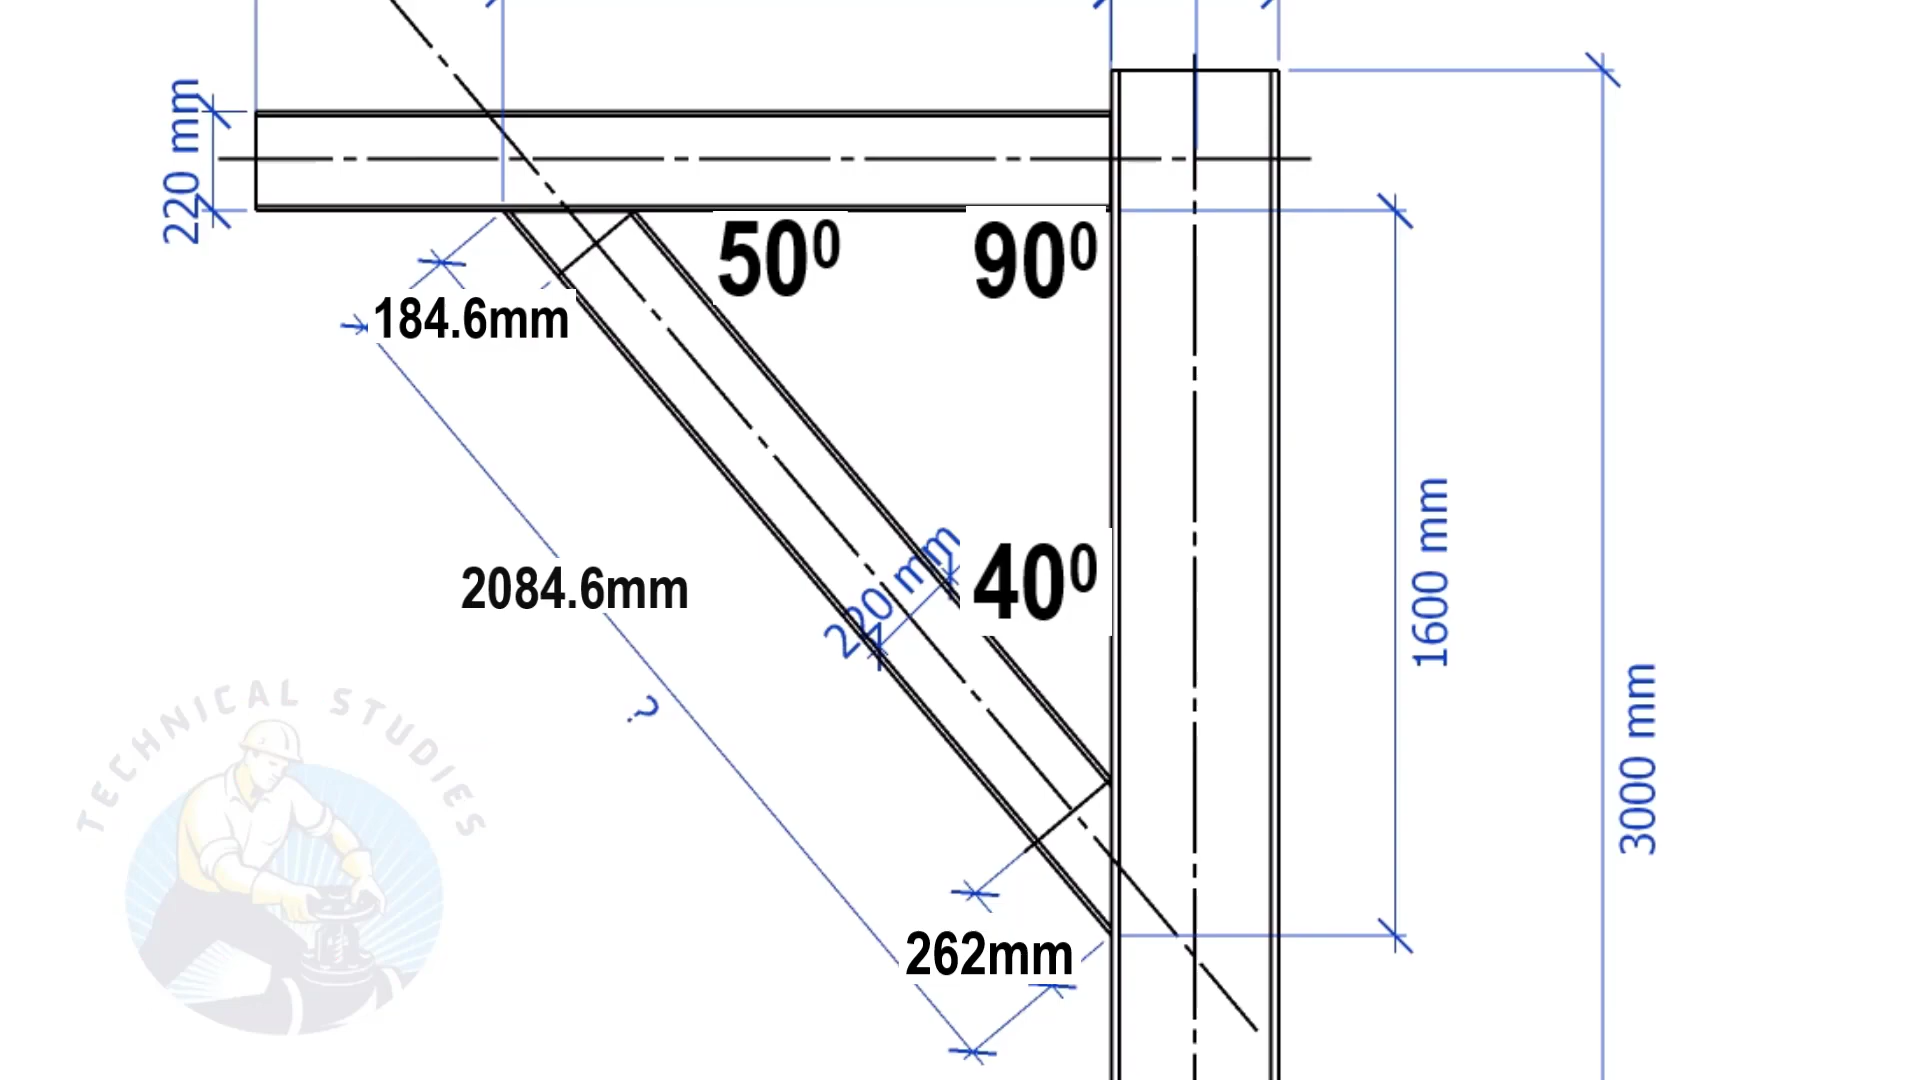 220 mm
50⁰
90⁰
184.6mm
40⁰
220 mm
2084.6mm
1600 mm
?
3000 mm
262mm
TECHNICAL STUDIES